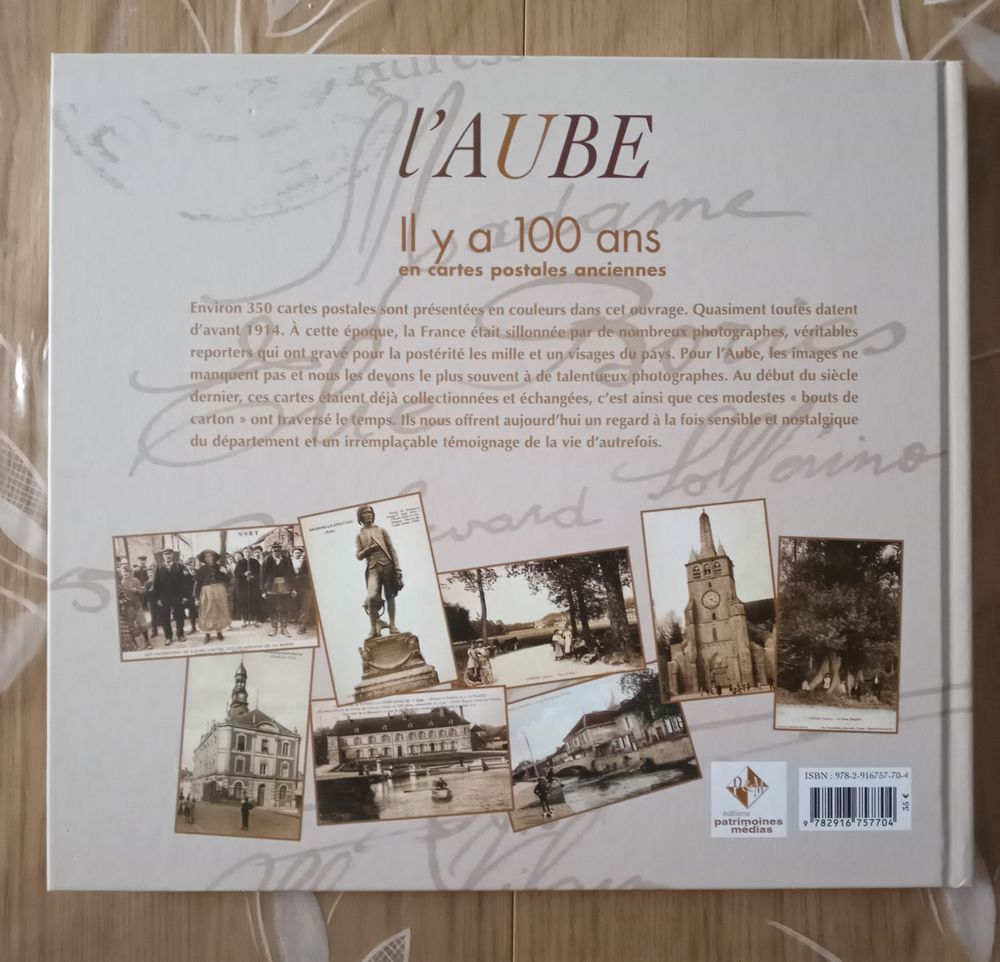 Adress
l'AUBE
Madame
Il y a 100 ans
en cartes postales anciennes
Environ 350 cartes postales sont présentées en couleurs dans cet ouvrage. Quasiment toutes datent
d'avant 1914. À cette époque, la France était sillonnée par de nombreux photographes, véritables
reporters qui ont gravé pour la postérité les mille et un visages du pays. Pour l'Aube, les images ne
manquent pas et nous les devons le plus souvent à de talentueux photographes. Au début du siècle
dernier, ces cartes étaient déjà collectionnées et échangées, c'est ainsi que ces modestes « bouts de
carton » ont traversé le temps. Ils nous offrent aujourd'hui un regard à la fois sensible et nostalgique
du département et un irremplaçable témoignage de la vie d'autrefois.
MORT
BRIENNE-LE-CHATEAU
P&M
éditions
patrimoines
médias
ISBN : 978-2-916757-70-4
9 782916 757704
35 €